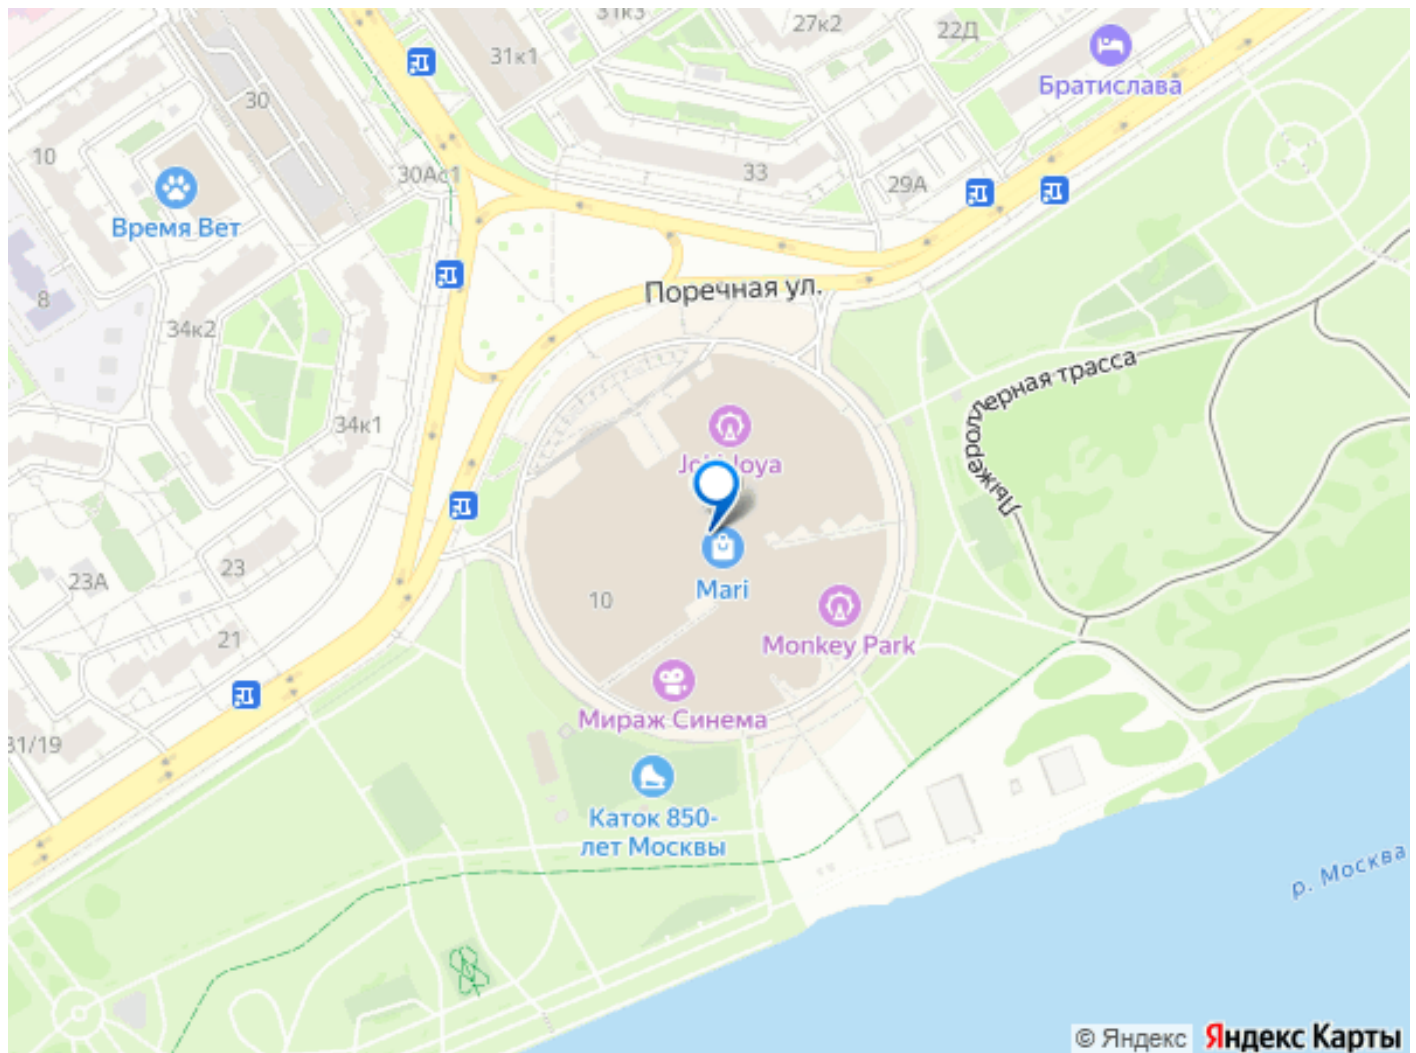 31к3
27к2
22Д
31к1
Братислава
30
10
30Ас1
33
29А
Время Вет
8
34к2
Поречная ул.
Лыжероллерная трасса
34к1
Joya
23А
23
10
Mari
21
Monkey Park
31/19
Мираж Синема
Каток 850-
лет Москвы
р. Москва
© Яндекс
Яндекс Карты